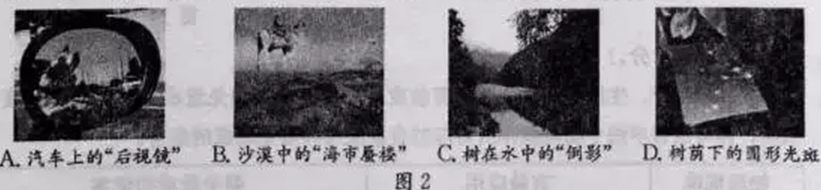 A. 汽车上的“后视镜”
B. 沙漠中的“海市蜃楼”
C. 树在水中的“倒影”
D. 树荫下的圆形光斑
图 2